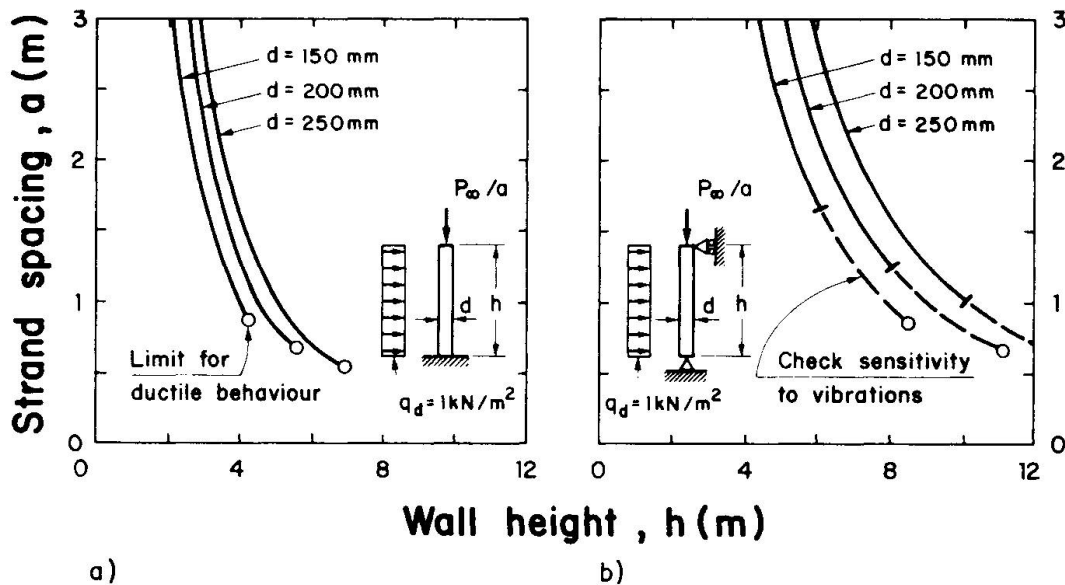 Strand spacing, a (m)
3
2
1
0
d = 150 mm
d = 200 mm
d = 250 mm
P∞/a
d
h
Limit for
ductile behaviour
q_d = 1kN/m²
0
4
8
12
a)
d = 150 mm
d = 200 mm
d = 250 mm
P∞/a
d
h
Check sensitivity
to vibrations
q_d = 1kN/m²
3
2
1
0
0
4
8
12
Wall height, h (m)
b)